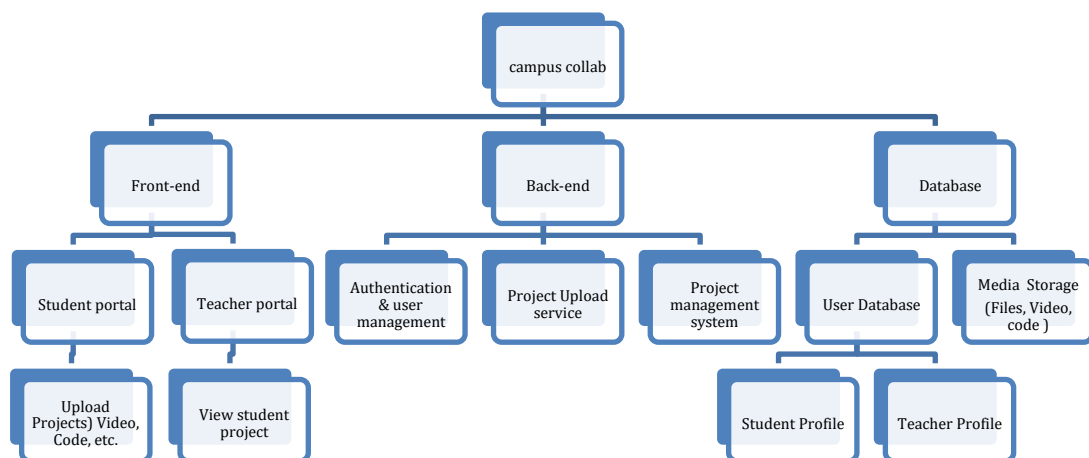 campus collab
Front-end
Back-end
Database
Student portal
Teacher portal
Authentication
& user
management
Project Upload
service
Project
management
system
User Database
Media Storage
(Files, Video,
code )
Upload
Projects) Video,
Code, etc.
View student
project
Student Profile
Teacher Profile